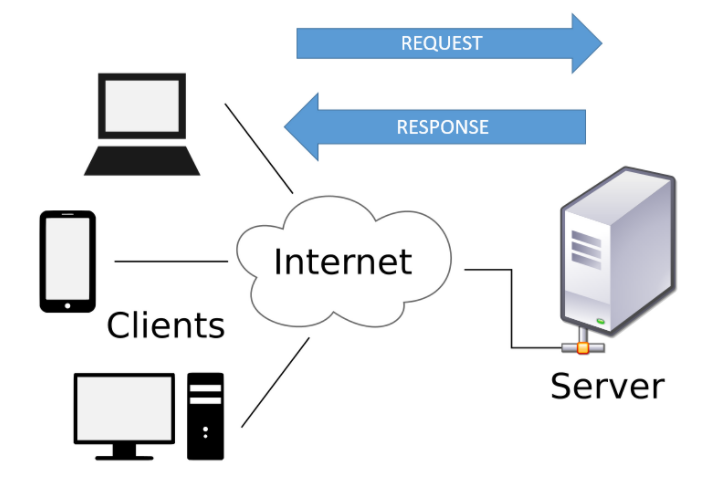 REQUEST
RESPONSE
Internet
Clients
Server